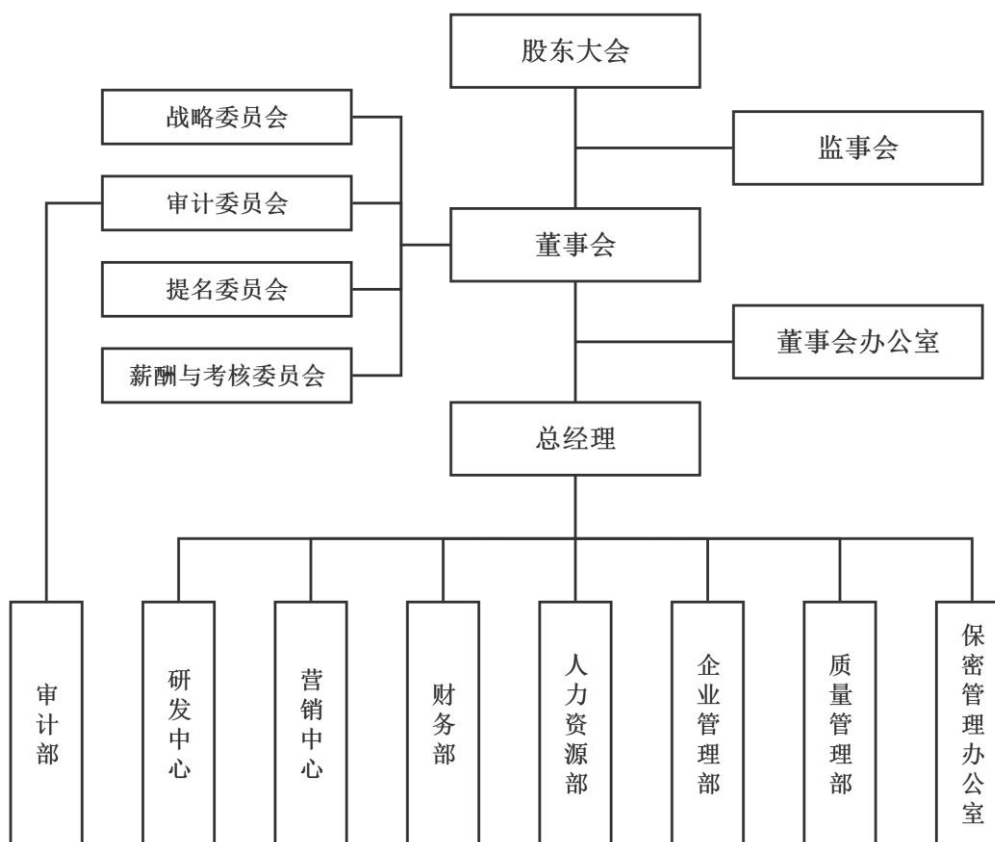 股东大会
战略委员会
监事会
审计委员会
董事会
提名委员会
董事会办公室
薪酬与考核委员会
总经理
审计部
研发中心
营销中心
财务部
人力资源部
企业管理部
质量管理部
保密管理办公室